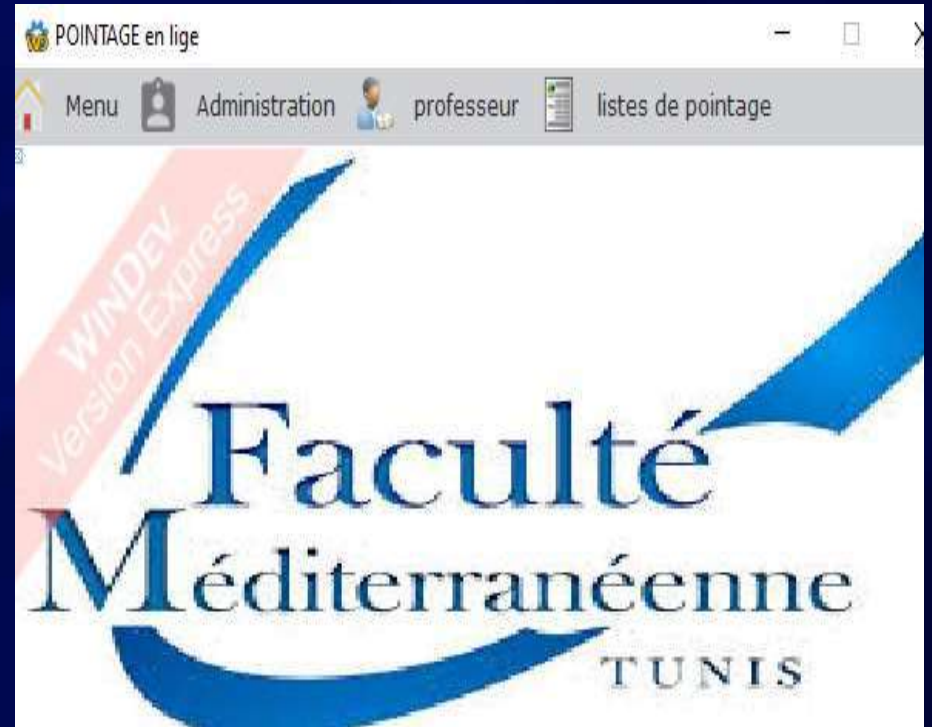 POINTAGE en lige
Menu Administration professeur listes de pointage
WINDEV
Version Express
Faculté
Méditerranéenne
TUNIS